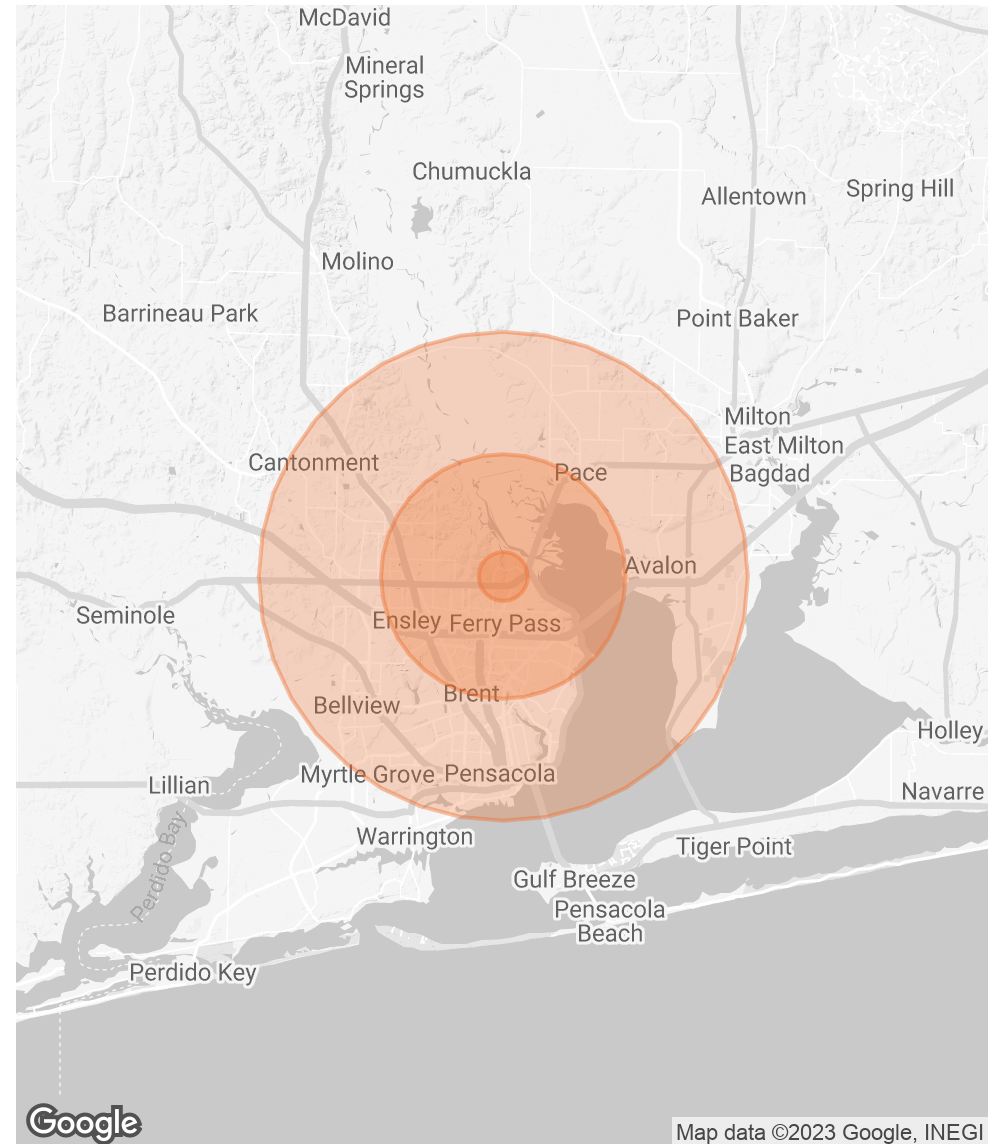 McDavid
Mineral
Springs
Chumuckla
Allentown
Spring Hill
Molino
Barrineau Park
Point Baker
Milton
East Milton
Cantonment
Pace
Bagdad
Avalon
Seminole
Ensley
Ferry Pass
Brent
Bellview
Holley
Myrtle Grove
Pensacola
Lillian
Navarre
Warrington
Tiger Point
Perdido Bay
Gulf Breeze
Pensacola
Beach
Perdido Key
Google
Map data ©2023 Google, INEGI